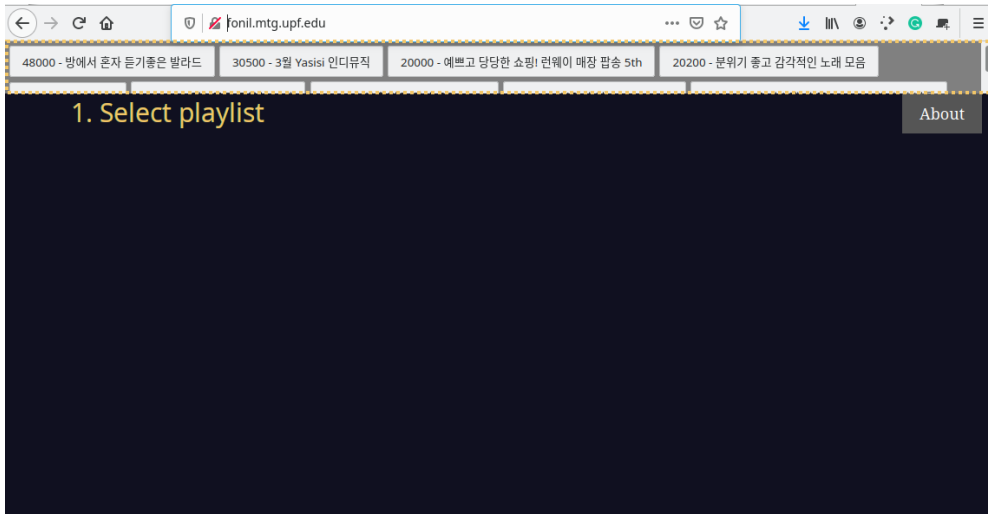 fonil.mtg.upf.edu
48000 - 방에서 혼자 듣기좋은 발라드
30500 - 3월 Yasisi 인디뮤직
20000 - 예쁘고 당당한 쇼핑! 런웨이 매장 팝송 5th
20200 - 분위기 좋고 감각적인 노래 모음
1. Select playlist
About